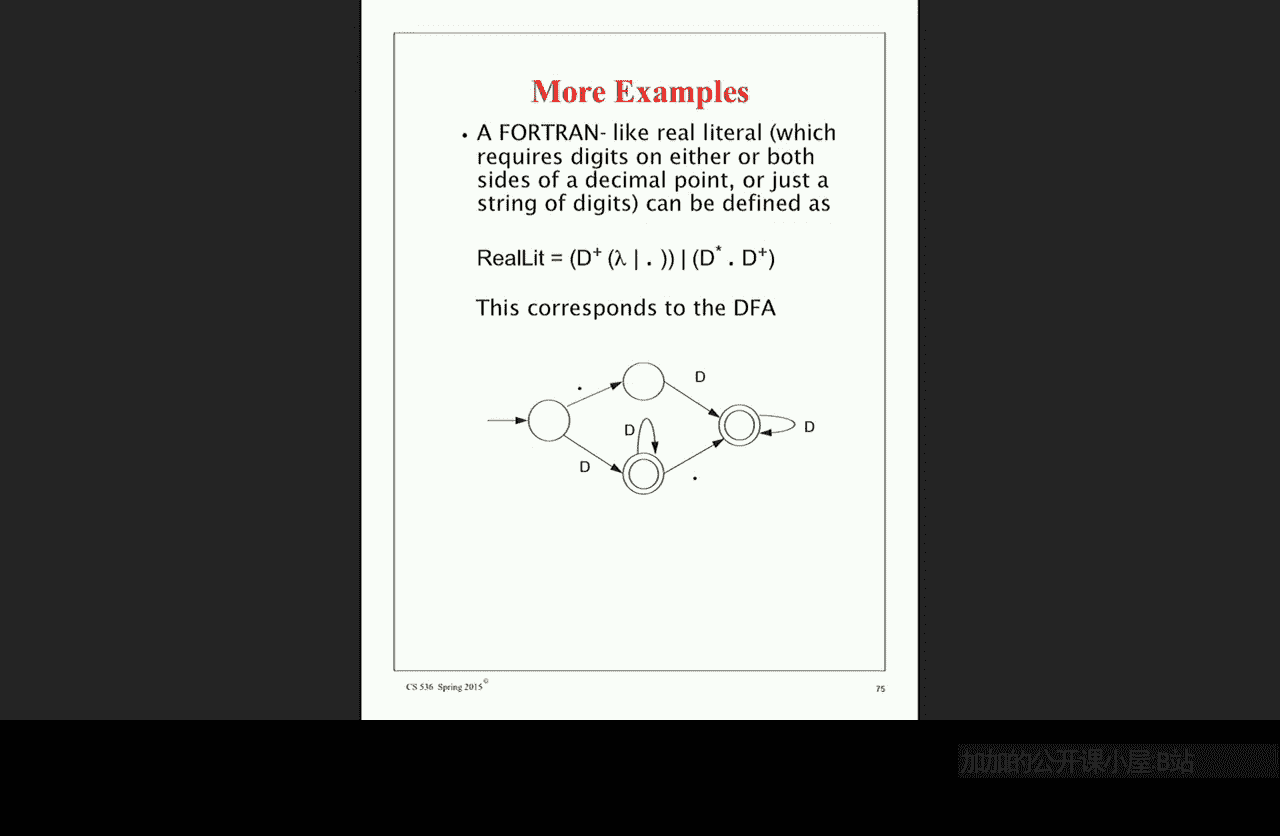 More Examples
• A FORTRAN- like real literal (which
requires digits on either or both
sides of a decimal point, or just a
string of digits) can be defined as
RealLit = (D⁺ (λ | . )) | (D* . D⁺)
This corresponds to the DFA
. D
D D
D .
CS 536 Spring 2015©
75
加加的公开课小屋 B站